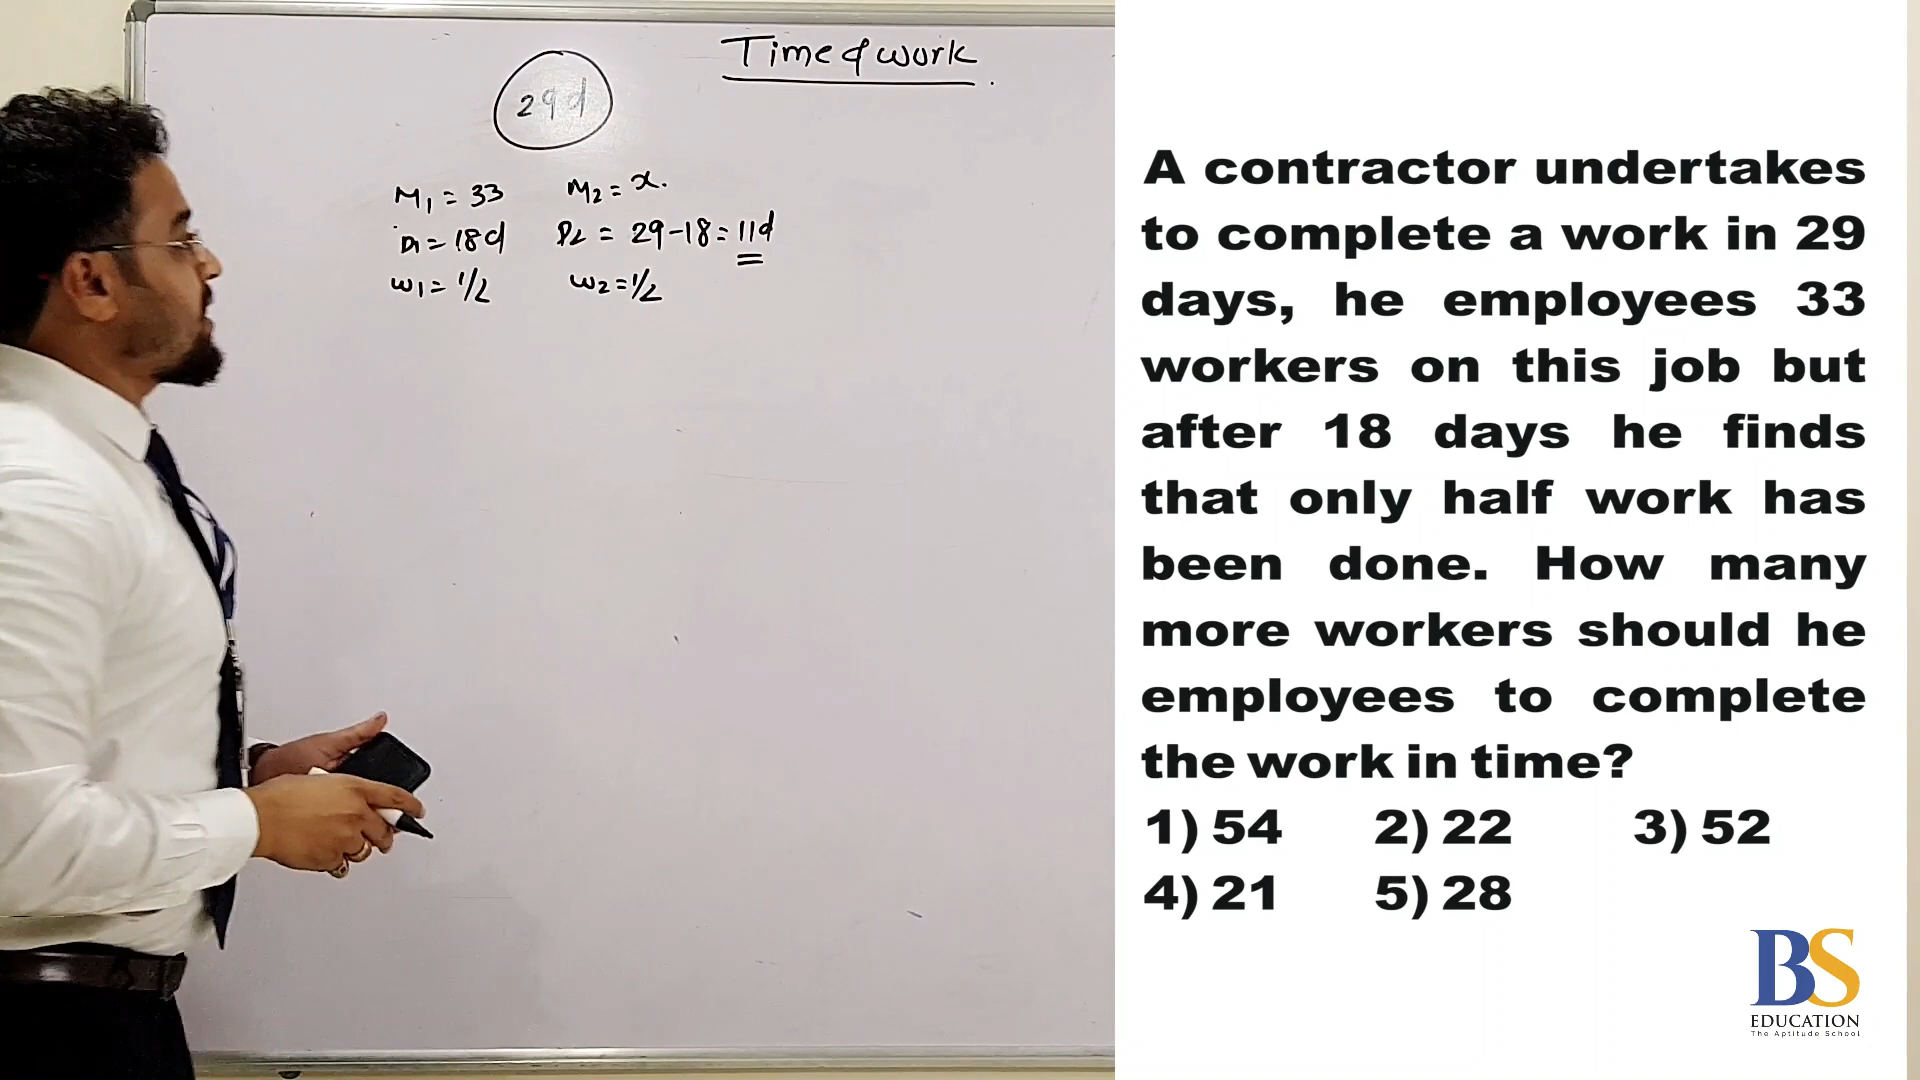 Time & work
29d
M1 = 33 M2 = x.
D1 = 18d D2 = 29-18 = 11d
w1 = 1/2 w2 = 1/2
A contractor undertakes
to complete a work in 29
days, he employees 33
workers on this job but
after 18 days he finds
that only half work has
been done. How many
more workers should he
employees to complete
the work in time?
1) 54 2) 22 3) 52
4) 21 5) 28
BS
EDUCATION
The Aptitude School